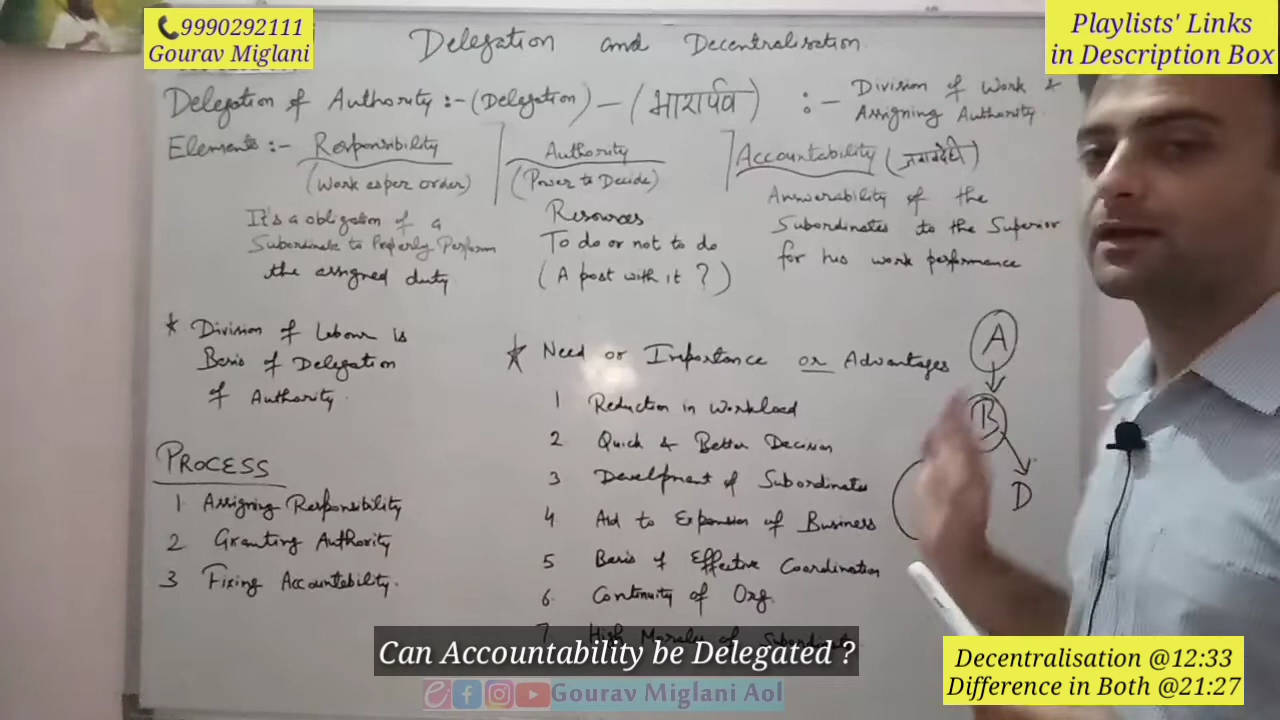 📞9990292111
Gourav Miglani
Playlists' Links
in Description Box
Delegation and Decentralisation
Delegation of Authority :- (Delegation) - (भारार्पण) :- Division of Work &
Assigning Authority
Elements :- Responsibility
(Work as per order)
It's a obligation of a
Subordinate to Properly Perform
the assigned duty
Authority
(Power to Decide)
Resources
To do or not to do
(A post with it ?)
Accountability (जवाबदेही)
Answerability of the
Subordinates to the Superior
for his work performance
* Division of Labour is
Basis of Delegation
of Authority
PROCESS
1 Assigning Responsibility
2 Granting Authority
3 Fixing Accountability.
* Need or Importance or Advantages
1 Reduction in Workload
2 Quick & Better Decision
3 Develpment of Subordinates
4 Aid to Expansion of Business
5 Basis of Effective Coordination
6. Continuity of Org.
7 High Morale of Subordinate
A
B
D
Can Accountability be Delegated ?
Gourav Miglani Aol
Decentralisation @12:33
Difference in Both @21:27